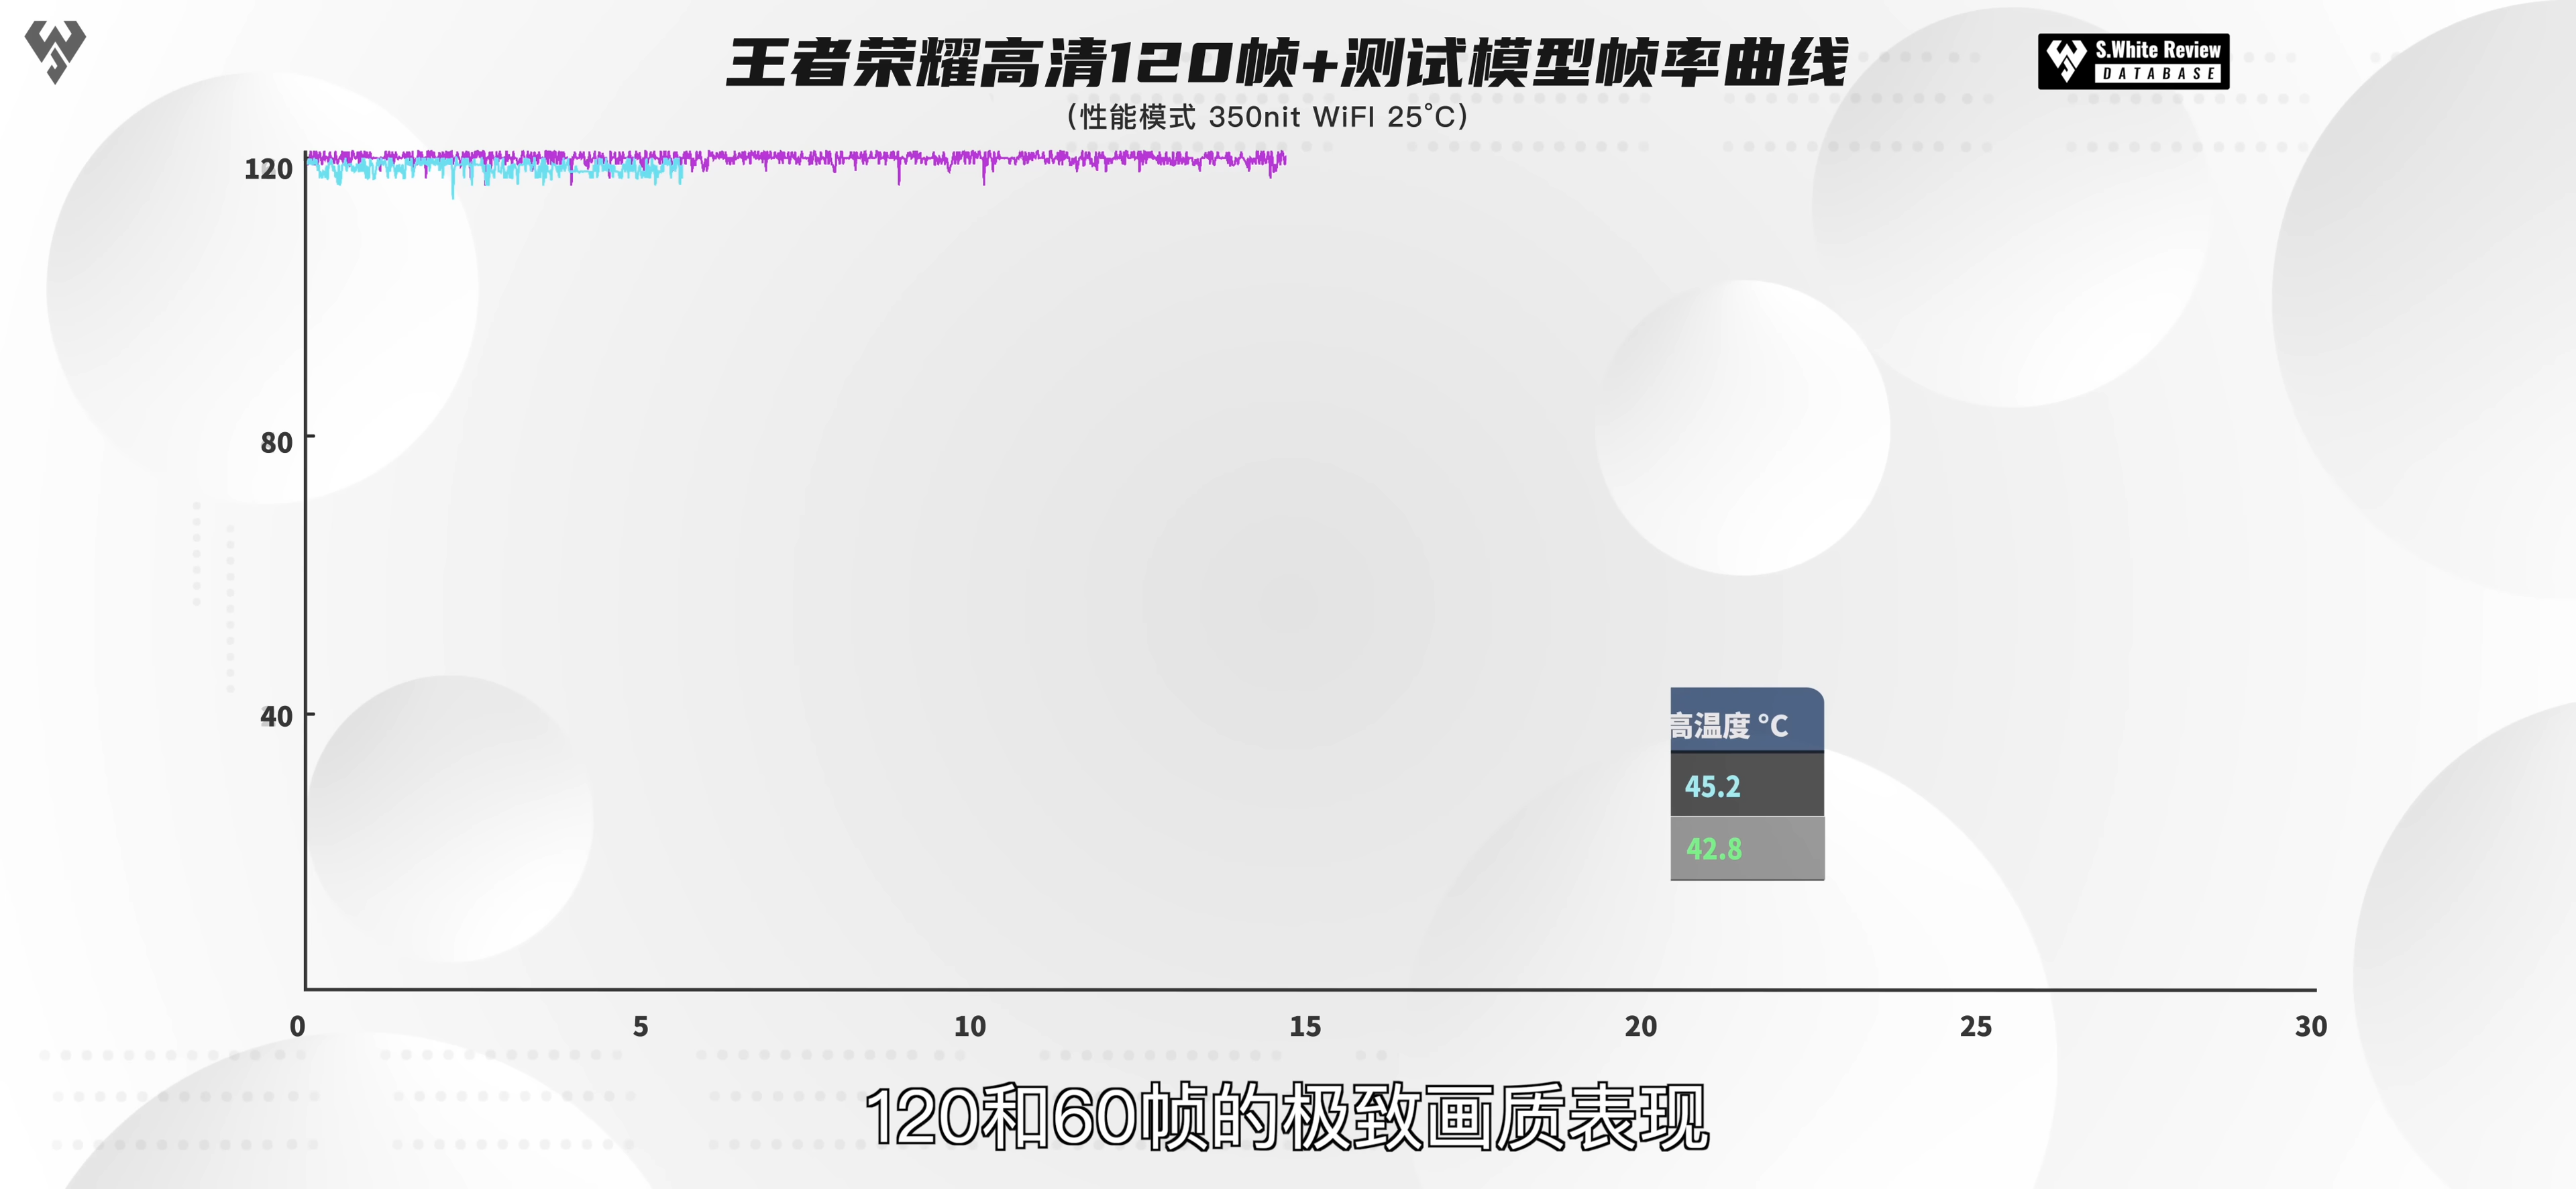 王者荣耀高清120帧+测试模型帧率曲线
S.White Review
DATABASE
(性能模式 350nit WiFI 25°C)
120
80
40
高温度 °C
45.2
42.8
0 5 10 15 20 25 30
120和60帧的极致画质表现